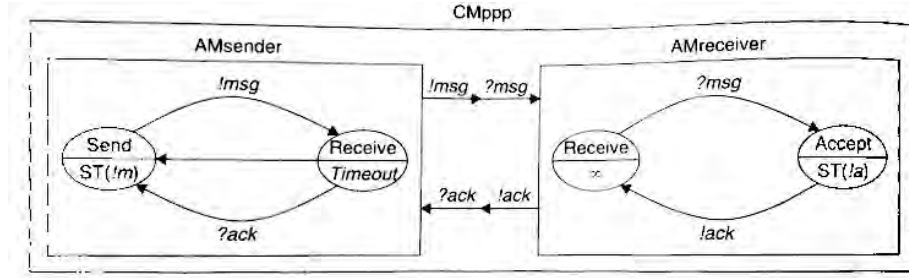 CMppp
AMsender
AMreceiver
!msg
!msg ?msg
?msg
Send
ST(!m)
Receive
Timeout
Receive
∞
Accept
ST(!a)
?ack
?ack !ack
!ack